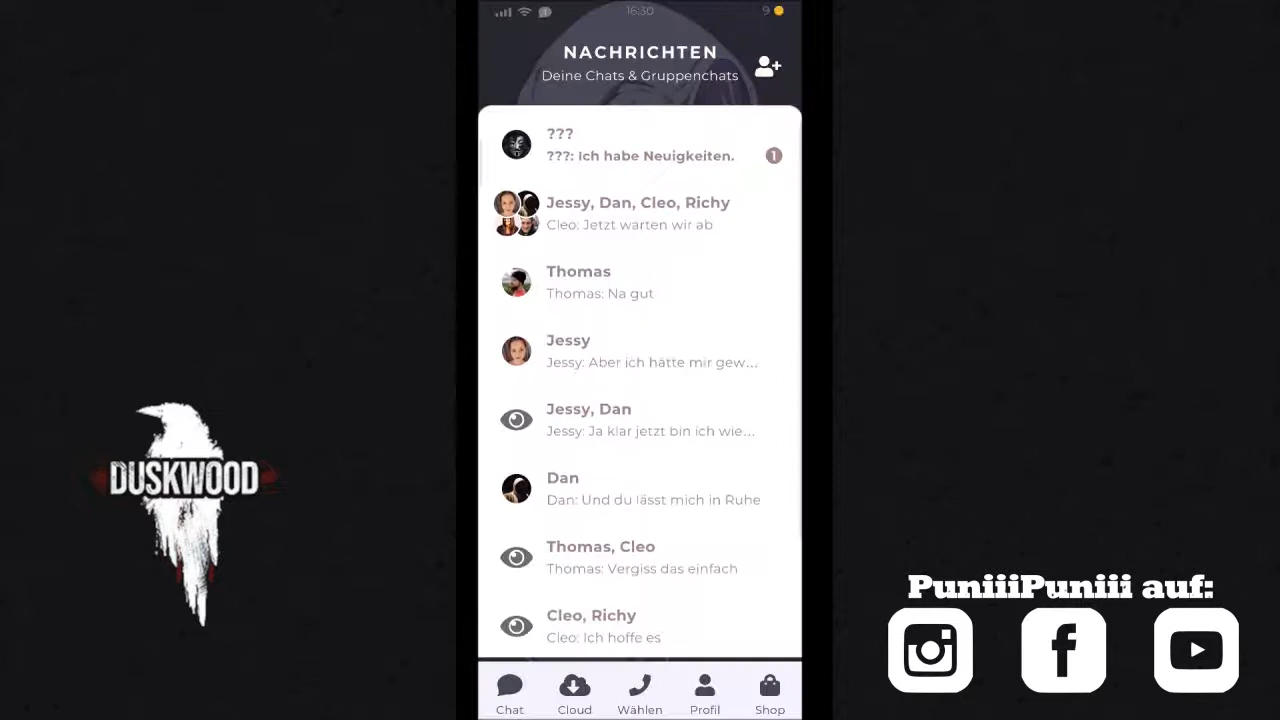 16:30
9
NACHRICHTEN
Deine Chats & Gruppenchats
???
???: Ich habe Neuigkeiten.
1
Jessy, Dan, Cleo, Richy
Cleo: Jetzt warten wir ab
Thomas
Thomas: Na gut
Jessy
Jessy: Aber ich hätte mir gew...
Jessy, Dan
Jessy: Ja klar jetzt bin ich wie...
Dan
Dan: Und du lässt mich in Ruhe
Thomas, Cleo
Thomas: Vergiss das einfach
Cleo, Richy
Cleo: Ich hoffe es
Chat
Cloud
Wählen
Profil
Shop
DUSKWOOD
PuniiiPuniii auf: